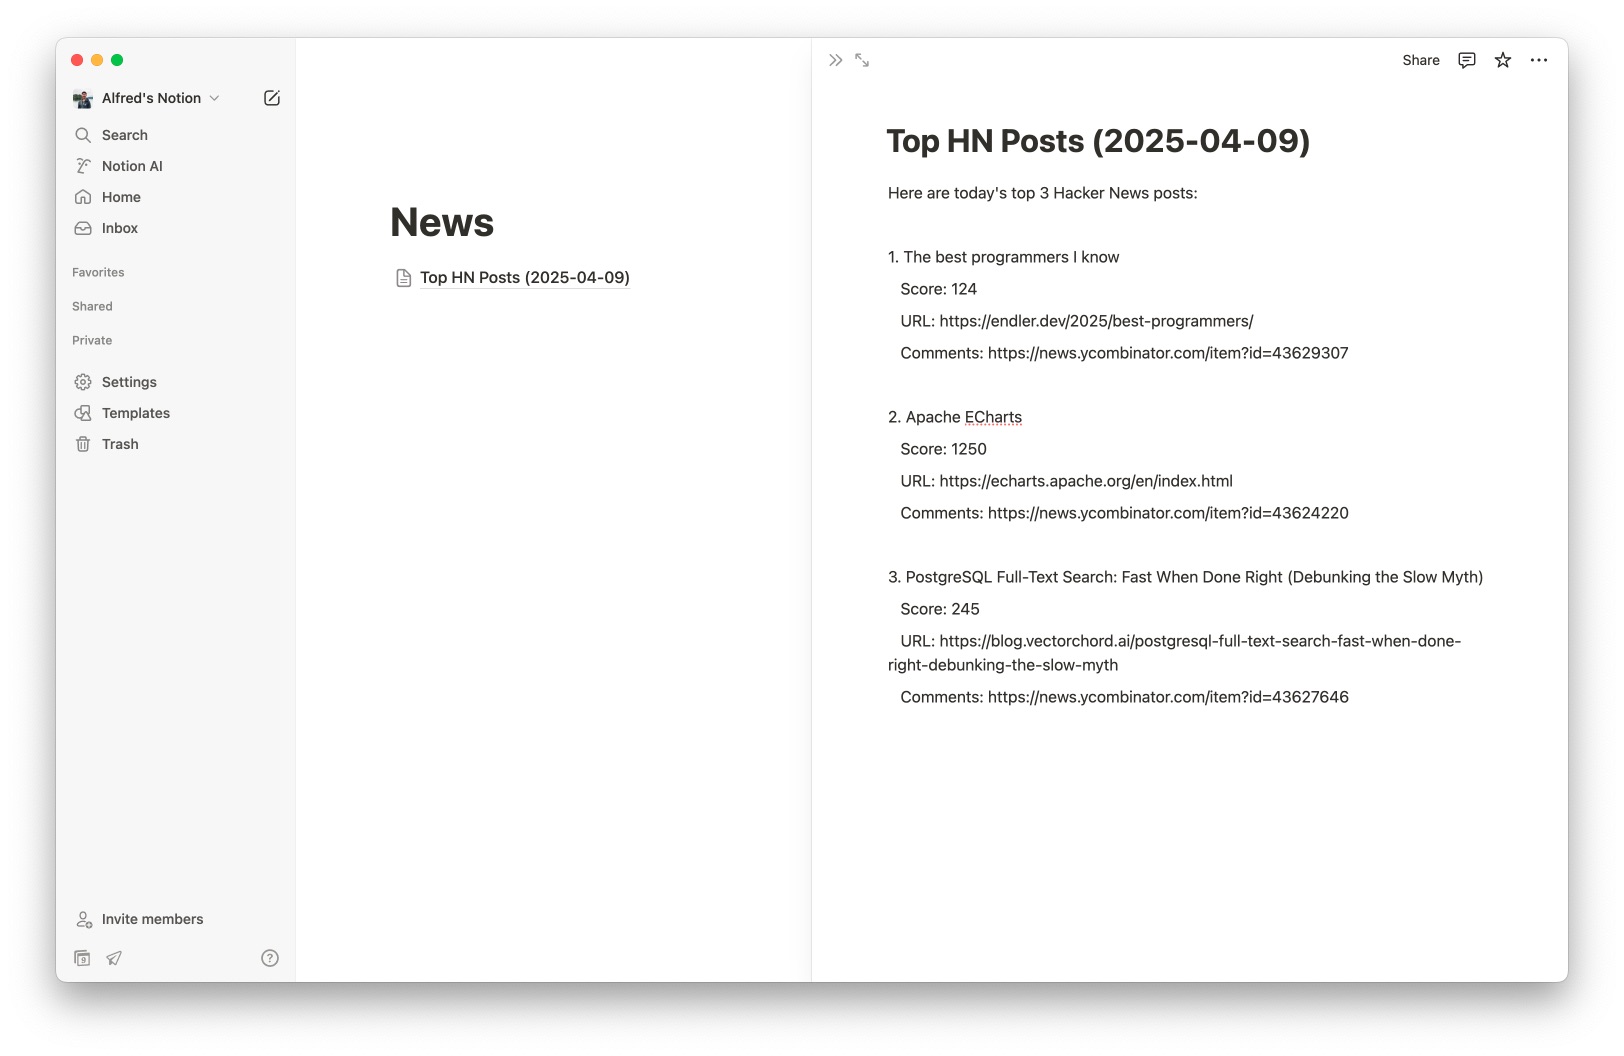 Alfred's Notion
Search
Notion AI
Home
Inbox
Favorites
Shared
Private
Settings
Templates
Trash
Invite members
9
?
News
Top HN Posts (2025-04-09)
Share
Top HN Posts (2025-04-09)
Here are today's top 3 Hacker News posts:
1. The best programmers I know
Score: 124
URL: https://endler.dev/2025/best-programmers/
Comments: https://news.ycombinator.com/item?id=43629307
2. Apache ECharts
Score: 1250
URL: https://echarts.apache.org/en/index.html
Comments: https://news.ycombinator.com/item?id=43624220
3. PostgreSQL Full-Text Search: Fast When Done Right (Debunking the Slow Myth)
Score: 245
URL: https://blog.vectorchord.ai/postgresql-full-text-search-fast-when-done-
right-debunking-the-slow-myth
Comments: https://news.ycombinator.com/item?id=43627646